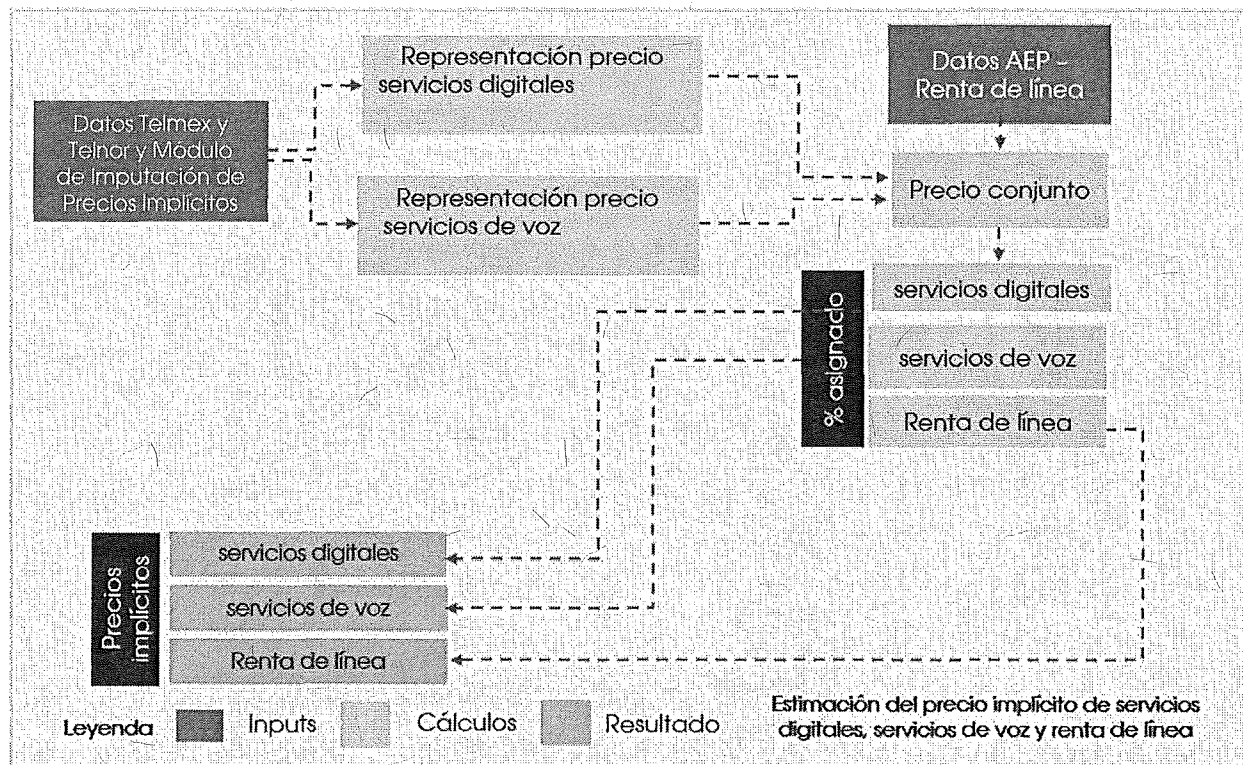 Datos Telmex y
Telnor y Módulo
de Imputación de
Precios Implícitos
Representación precio
servicios digitales
Representación precio
servicios de voz
Datos AEP –
Renta de línea
Precio conjunto
% asignado
servicios digitales
servicios de voz
Renta de línea
Precios
implícitos
servicios digitales
servicios de voz
Renta de línea
Leyenda
Inputs
Cálculos
Resultado
Estimación del precio implícito de servicios
digitales, servicios de voz y renta de línea